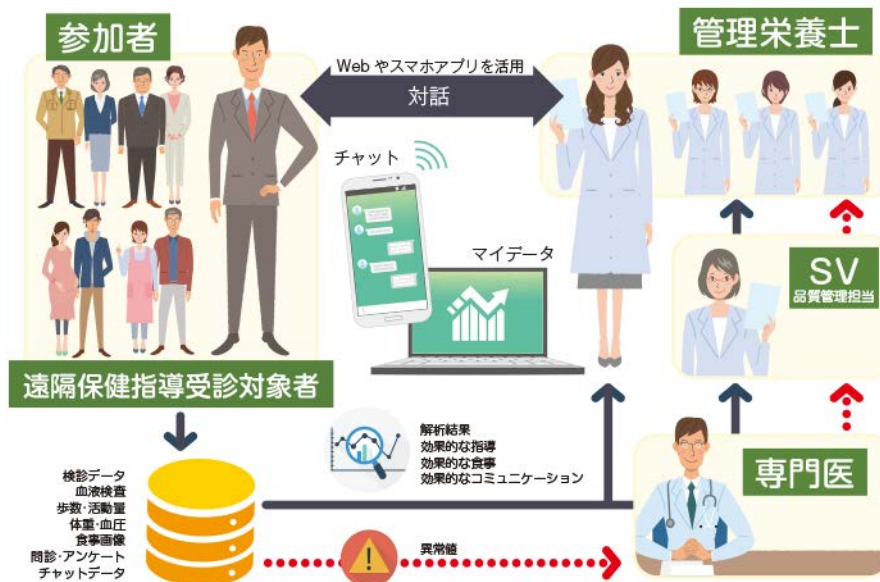 参加者
管理栄養士
Webやスマホアプリを活用
対話
チャット
マイデータ
SV
品質管理担当
遠隔保健指導受診対象者
解析結果
効果的な指導
効果的な食事
効果的なコミュニケーション
専門医
検診データ
血液検査
歩数・活動量
体重・血圧
食事画像
問診・アンケート
チャットデータ
異常値